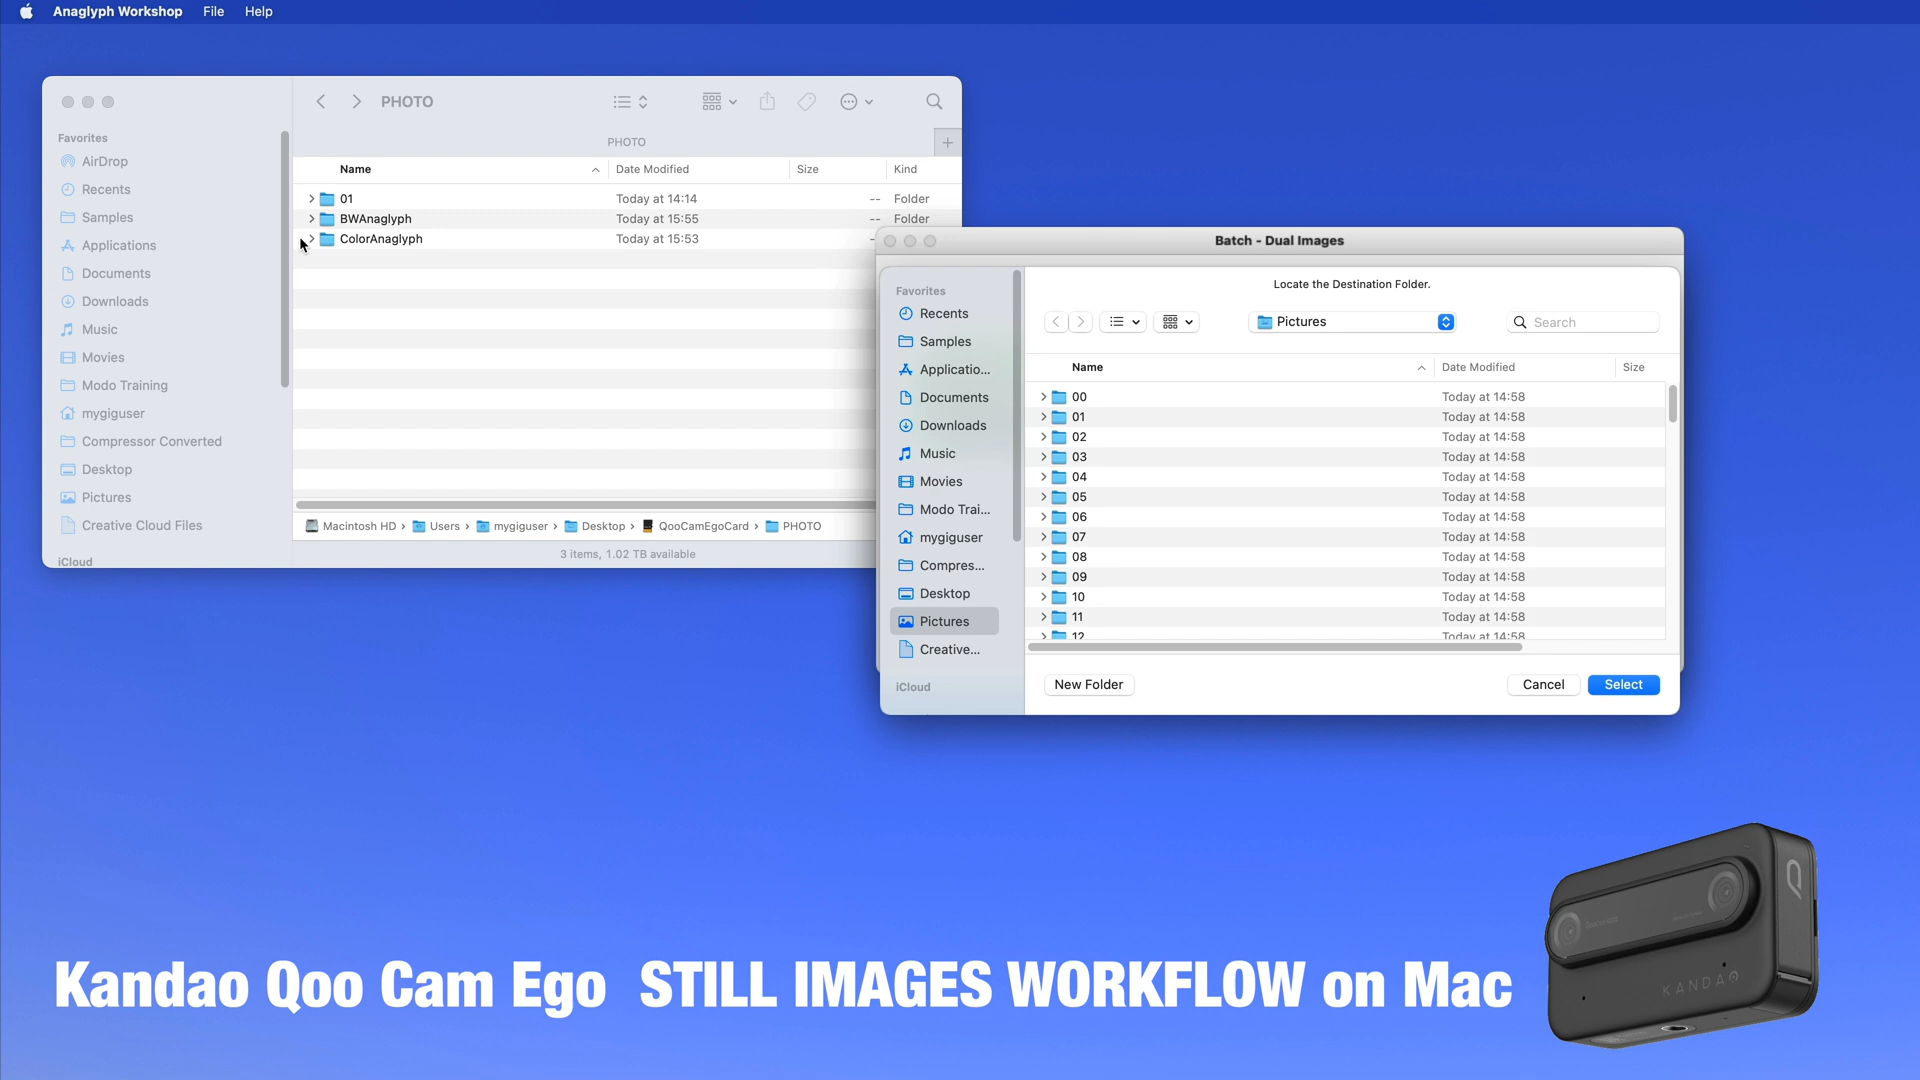 Anaglyph Workshop File Help
PHOTO
PHOTO
Favorites
AirDrop
Recents
Samples
Applications
Documents
Downloads
Music
Movies
Modo Training
mygiguser
Compressor Converted
Desktop
Pictures
Creative Cloud Files
iCloud
Name Date Modified Size Kind
01 Today at 14:14 -- Folder
BWAnaglyph Today at 15:55 -- Folder
ColorAnaglyph Today at 15:53
Macintosh HD › Users › mygiguser › Desktop › QooCamEgoCard › PHOTO
3 items, 1.02 TB available
Batch - Dual Images
Favorites
Recents
Samples
Applicatio...
Documents
Downloads
Music
Movies
Modo Trai...
mygiguser
Compres...
Desktop
Pictures
Creative...
iCloud
Locate the Destination Folder.
Pictures
Search
Name Date Modified Size
00 Today at 14:58
01 Today at 14:58
02 Today at 14:58
03 Today at 14:58
04 Today at 14:58
05 Today at 14:58
06 Today at 14:58
07 Today at 14:58
08 Today at 14:58
09 Today at 14:58
10 Today at 14:58
11 Today at 14:58
12 Today at 14:58
New Folder Cancel Select
Kandao Qoo Cam Ego STILL IMAGES WORKFLOW on Mac
KANDAO